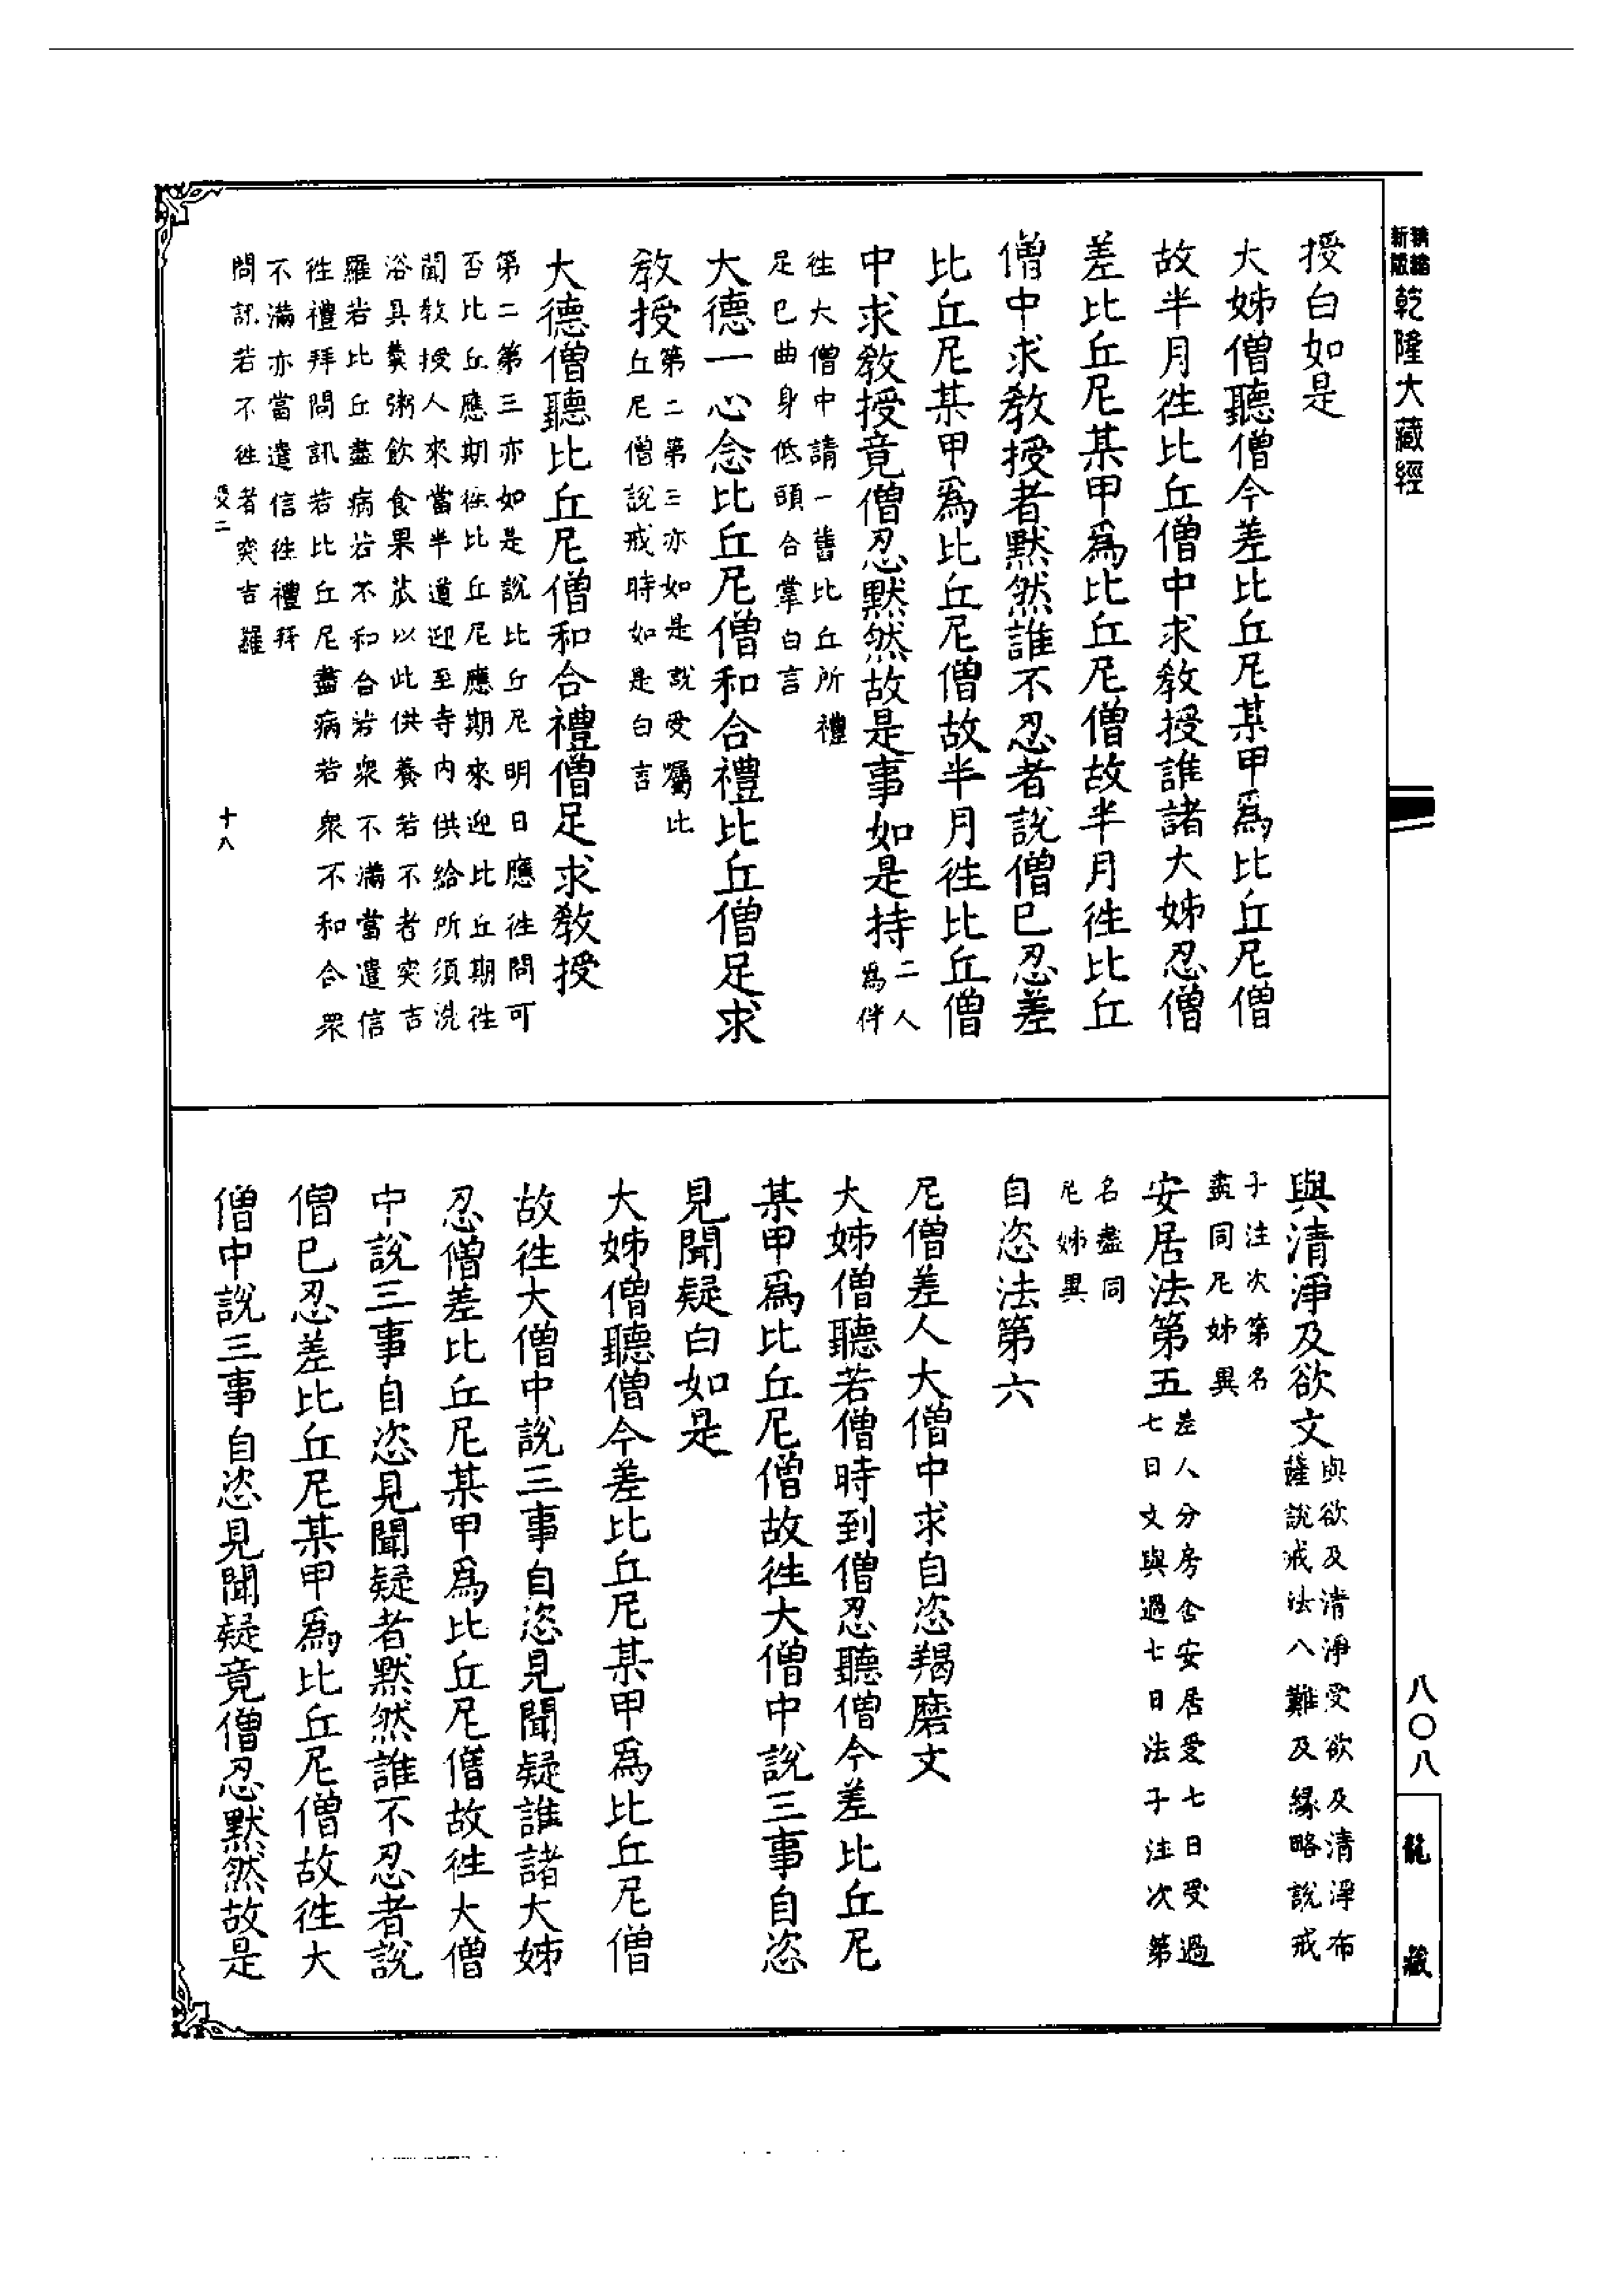 新版精縮乾隆大藏經
授白如是
大姊僧聽僧今差比丘尼某甲爲比丘尼僧
故半月徃比丘僧中求教授誰諸大姊忍僧
差比丘尼某甲爲比丘尼僧故半月徃比丘
僧中求教授者默然誰不忍者說僧已忍差
比丘尼某甲爲比丘尼僧故半月徃比丘僧
中求教授竟僧忍默然故是事如是持二人
爲伴
徃大僧中請一舊比丘所禮
足已曲身低頭合掌白言
大德一心念比丘尼僧和合禮比丘僧足求
教授第二第三亦如是說受囑比
丘尼僧說戒時如是白言
大德僧聽比丘尼僧和合禮僧足求教授
第二第三亦如是說比丘尼明日應徃問可
否比丘應期徃比丘尼應期來迎比丘期徃
聞教授人來當半道迎至寺內供給所須洗
浴具羹粥飲食果蓏以此供養若不者突吉
羅若比丘盡病若不和合若衆不滿當遣信
徃禮拜問訊若比丘尼盡病若衆不和合衆
不滿亦當遣信徃禮拜
問訊若不徃者突吉羅
十八
與清淨及欲文與欲及清淨受欲及清淨布
薩說戒法八難及緣略說戒
子注次第名
盡同尼姊異
安居法第五差人分房舍安居受七日受過
七日文與過七日法子注次第
名盡同
尼姊異
自恣法第六
尼僧差人大僧中求自恣羯磨文
大姊僧聽若僧時到僧忍聽僧今差比丘尼
某甲爲比丘尼僧故徃大僧中說三事自恣
見聞疑白如是
大姊僧聽僧今差比丘尼某甲爲比丘尼僧
故徃大僧中說三事自恣見聞疑誰諸大姊
忍僧差比丘尼某甲爲比丘尼僧故徃大僧
中說三事自恣見聞疑者默然誰不忍者說
僧已忍差比丘尼某甲爲比丘尼僧故徃大
僧中說三事自恣見聞疑竟僧忍默然故是
八〇八
龍藏